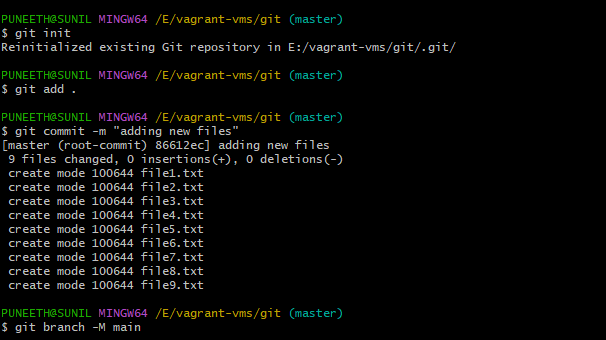 PUNEETH@SUNIL MINGW64 /E/vagrant-vms/git (master)
$ git init
Reinitialized existing Git repository in E:/vagrant-vms/git/.git/
PUNEETH@SUNIL MINGW64 /E/vagrant-vms/git (master)
$ git add .
PUNEETH@SUNIL MINGW64 /E/vagrant-vms/git (master)
$ git commit -m "adding new files"
[master (root-commit) 86612ec] adding new files
 9 files changed, 0 insertions(+), 0 deletions(-)
 create mode 100644 file1.txt
 create mode 100644 file2.txt
 create mode 100644 file3.txt
 create mode 100644 file4.txt
 create mode 100644 file5.txt
 create mode 100644 file6.txt
 create mode 100644 file7.txt
 create mode 100644 file8.txt
 create mode 100644 file9.txt
PUNEETH@SUNIL MINGW64 /E/vagrant-vms/git (master)
$ git branch -M main